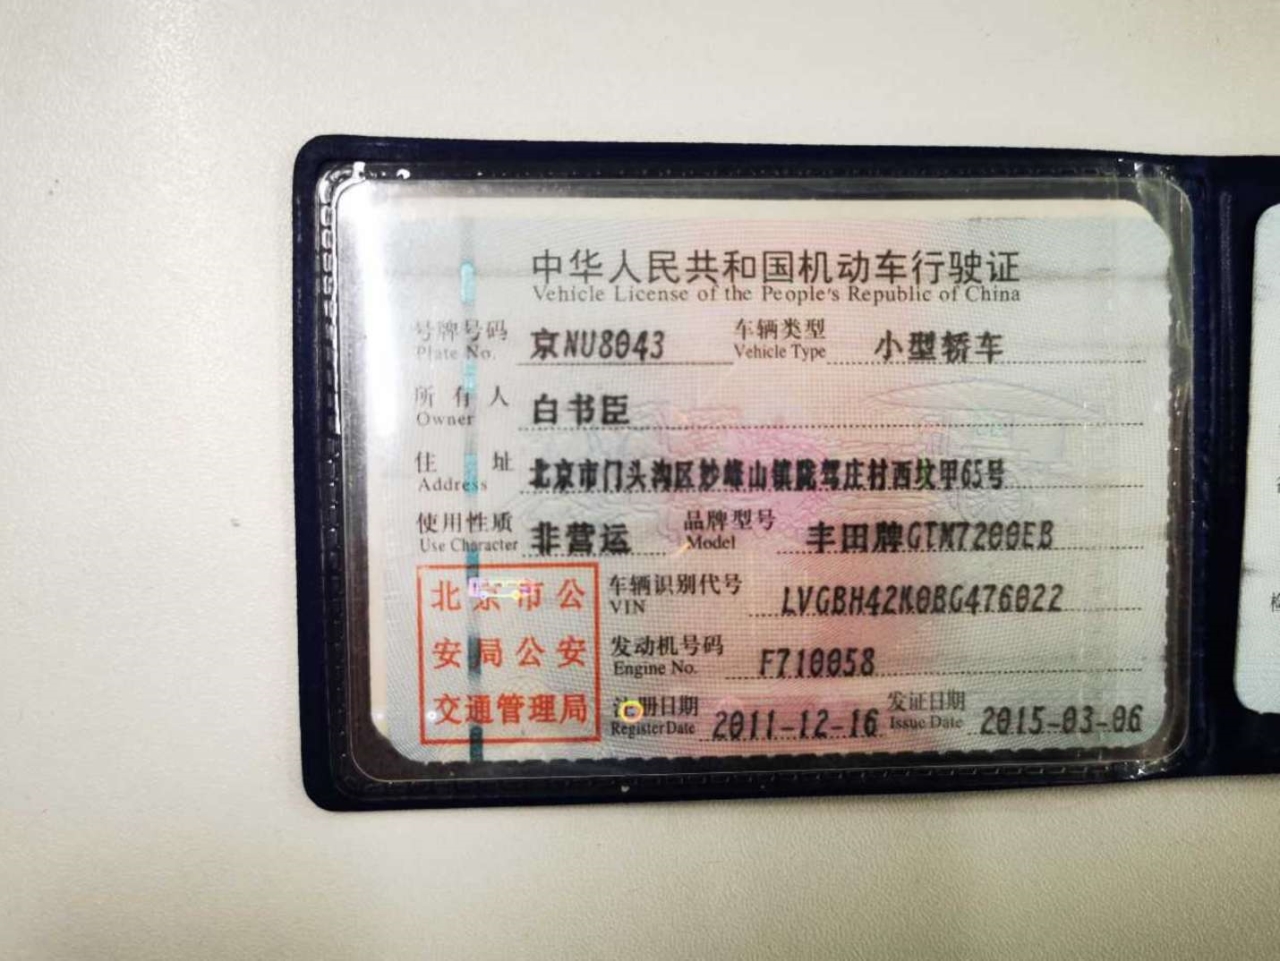 中华人民共和国机动车行驶证
Vehicle License of the People's Republic of China
号牌号码 京NU8043 车辆类型 小型轿车
Plate No. Vehicle Type
所有人 白书臣
Owner
住址 北京市门头沟区妙峰山镇陇驾庄村西坟甲65号
Address
使用性质 非营运 品牌型号 丰田牌GTM7200EB
Use Character Model
北京市公
安局公安
交通管理局
车辆识别代号 LVGBH42K0BG476022
VIN
发动机号码 F710058
Engine No.
注册日期 2011-12-16 发证日期 2015-03-06
Register Date Issue Date